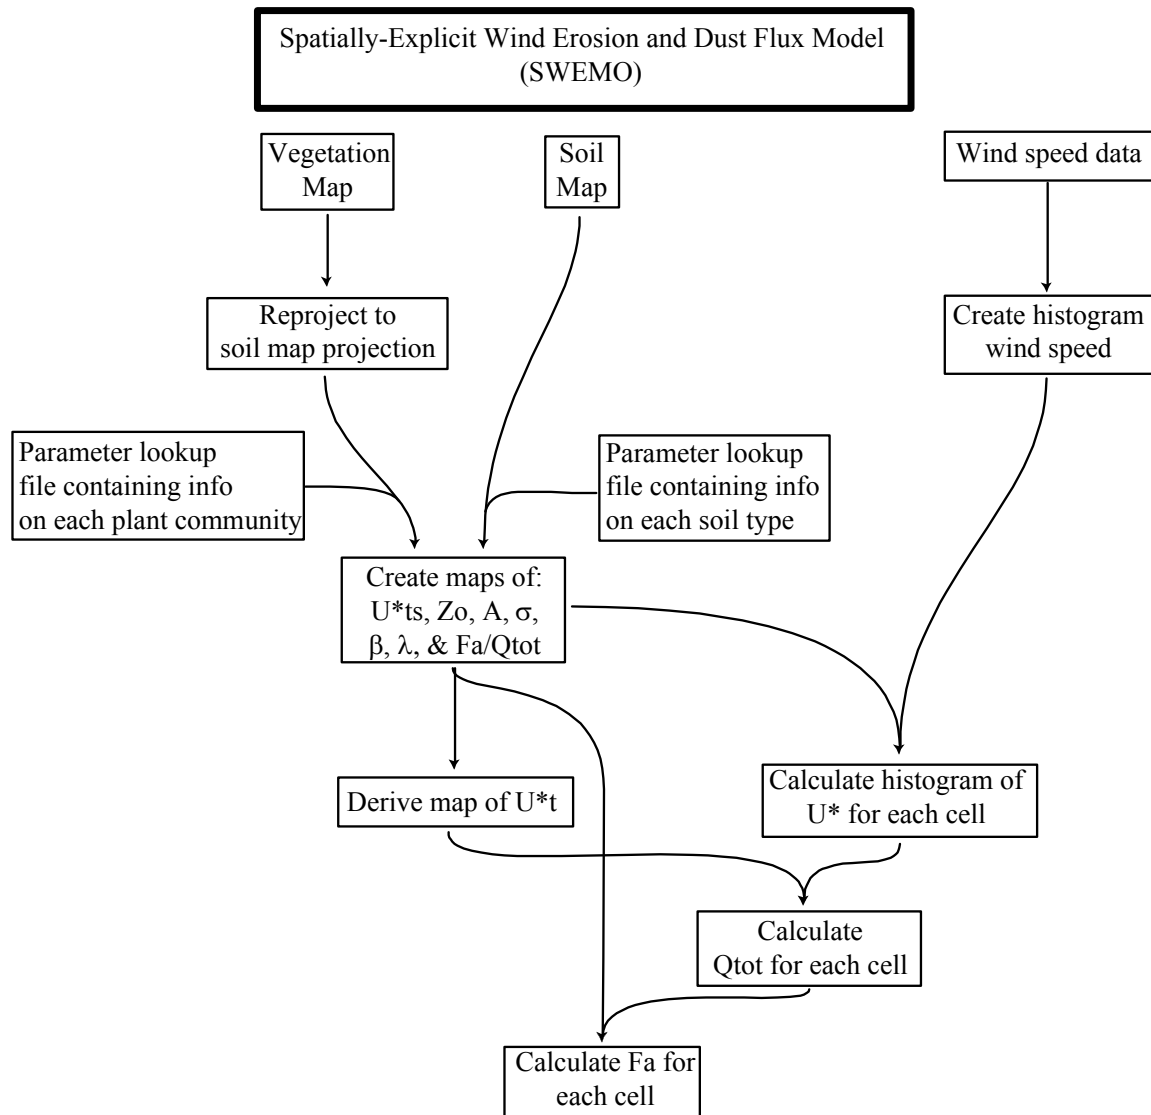 Spatially-Explicit Wind Erosion and Dust Flux Model
(SWEMO)
Vegetation
Map
Soil
Map
Wind speed data
Reproject to
soil map projection
Create histogram
wind speed
Parameter lookup
file containing info
on each plant community
Parameter lookup
file containing info
on each soil type
Create maps of:
U*ts, Zo, A, σ,
β, λ, & Fa/Qtot
Derive map of U*t
Calculate histogram of
U* for each cell
Calculate
Qtot for each cell
Calculate Fa for
each cell